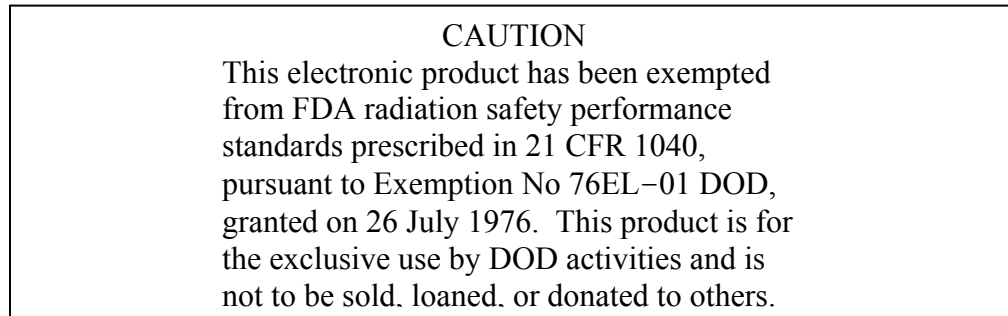 CAUTION
This electronic product has been exempted
from FDA radiation safety performance
standards prescribed in 21 CFR 1040,
pursuant to Exemption No 76EL−01 DOD,
granted on 26 July 1976.  This product is for
the exclusive use by DOD activities and is
not to be sold, loaned, or donated to others.